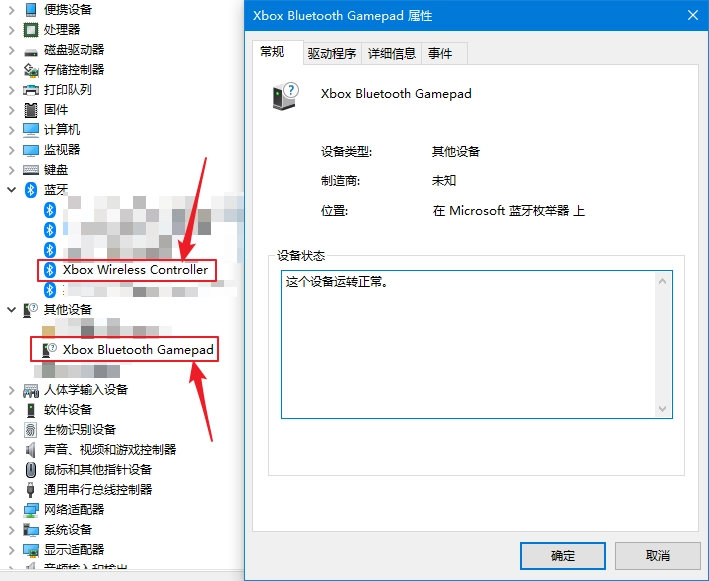 便携设备
处理器
磁盘驱动器
存储控制器
打印队列
固件
计算机
监视器
键盘
蓝牙
Xbox Wireless Controller
其他设备
Xbox Bluetooth Gamepad
人体学输入设备
软件设备
生物识别设备
声音、视频和游戏控制器
鼠标和其他指针设备
通用串行总线控制器
网络适配器
系统设备
显示适配器
音频输入和输出
Xbox Bluetooth Gamepad 属性
常规 驱动程序 详细信息 事件
Xbox Bluetooth Gamepad
设备类型: 其他设备
制造商: 未知
位置: 在 Microsoft 蓝牙枚举器 上
设备状态
这个设备运转正常。
确定 取消